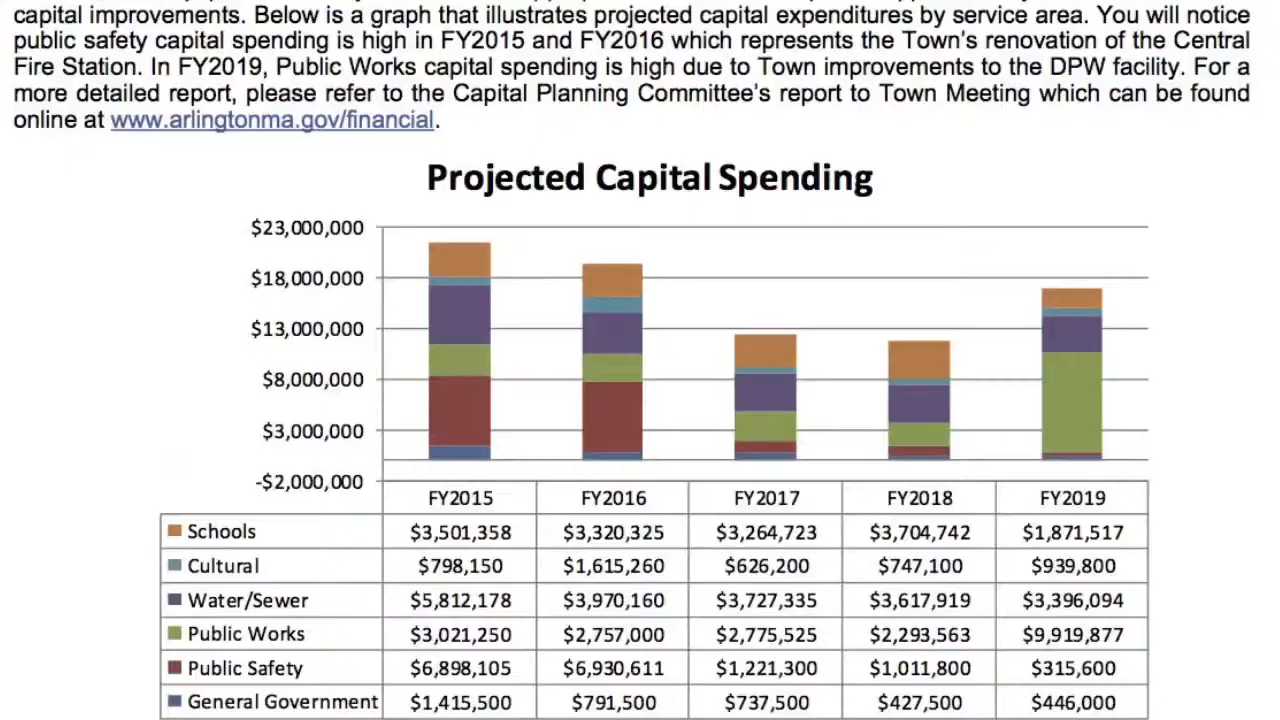 capital improvements. Below is a graph that illustrates projected capital expenditures by service area. You will notice
public safety capital spending is high in FY2015 and FY2016 which represents the Town's renovation of the Central
Fire Station. In FY2019, Public Works capital spending is high due to Town improvements to the DPW facility. For a
more detailed report, please refer to the Capital Planning Committee's report to Town Meeting which can be found
online at www.arlingtonma.gov/financial.
Projected Capital Spending
$23,000,000
$18,000,000
$13,000,000
$8,000,000
$3,000,000
-$2,000,000
FY2015 FY2016 FY2017 FY2018 FY2019
Schools $3,501,358 $3,320,325 $3,264,723 $3,704,742 $1,871,517
Cultural $798,150 $1,615,260 $626,200 $747,100 $939,800
Water/Sewer $5,812,178 $3,970,160 $3,727,335 $3,617,919 $3,396,094
Public Works $3,021,250 $2,757,000 $2,775,525 $2,293,563 $9,919,877
Public Safety $6,898,105 $6,930,611 $1,221,300 $1,011,800 $315,600
General Government $1,415,500 $791,500 $737,500 $427,500 $446,000